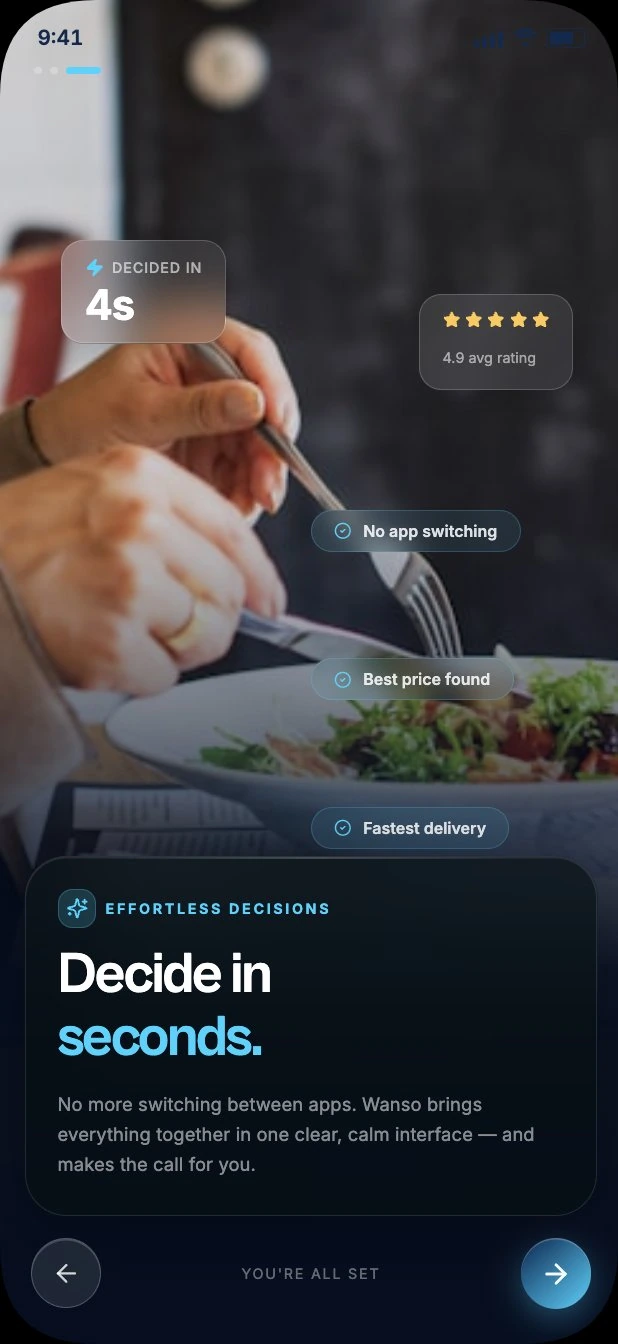 9:41
DECIDED IN
4s
4.9 avg rating
No app switching
Best price found
Fastest delivery
EFFORTLESS DECISIONS
Decide in
seconds.
No more switching between apps. Wanso brings
everything together in one clear, calm interface — and
makes the call for you.
YOU'RE ALL SET